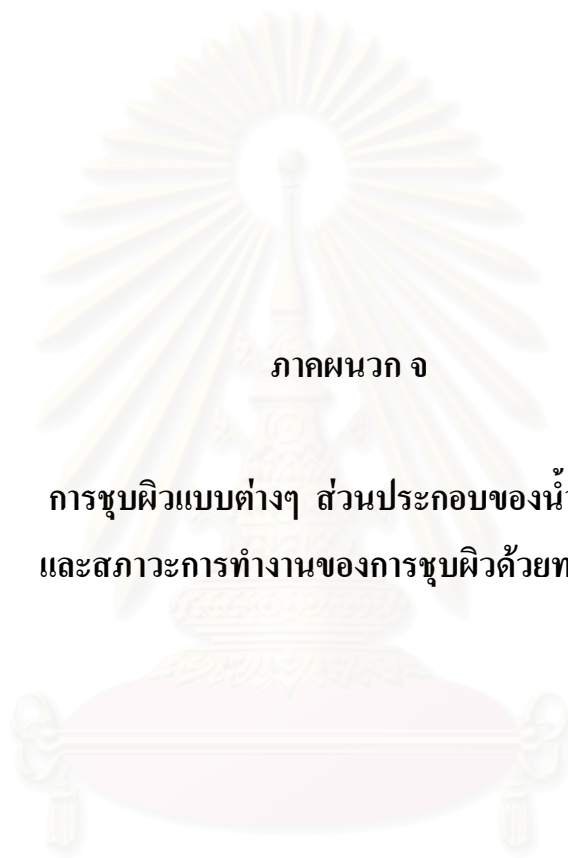 ภาคผนวก จ
การชุบผิวแบบต่างๆ ส่วนประกอบของ
และสภาวะการทำงานของการชุบผิวด้วย